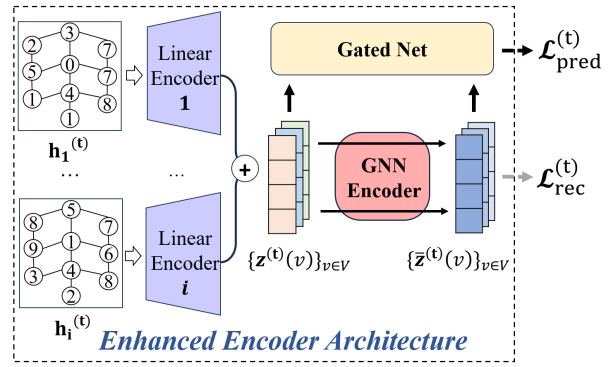 3
2
7
0
5
7
4
1
8
1
h₁⁽ᵗ⁾
...
5
8
7
1
9
6
4
3
8
2
hᵢ⁽ᵗ⁾
Linear
Encoder
1
...
Linear
Encoder
i
+
Gated Net
GNN
Encoder
{z⁽ᵗ⁾(v)}ᵥ∈V
{z̄⁽ᵗ⁾(v)}ᵥ∈V
𝓛pred⁽ᵗ⁾
𝓛rec⁽ᵗ⁾
Enhanced Encoder Architecture